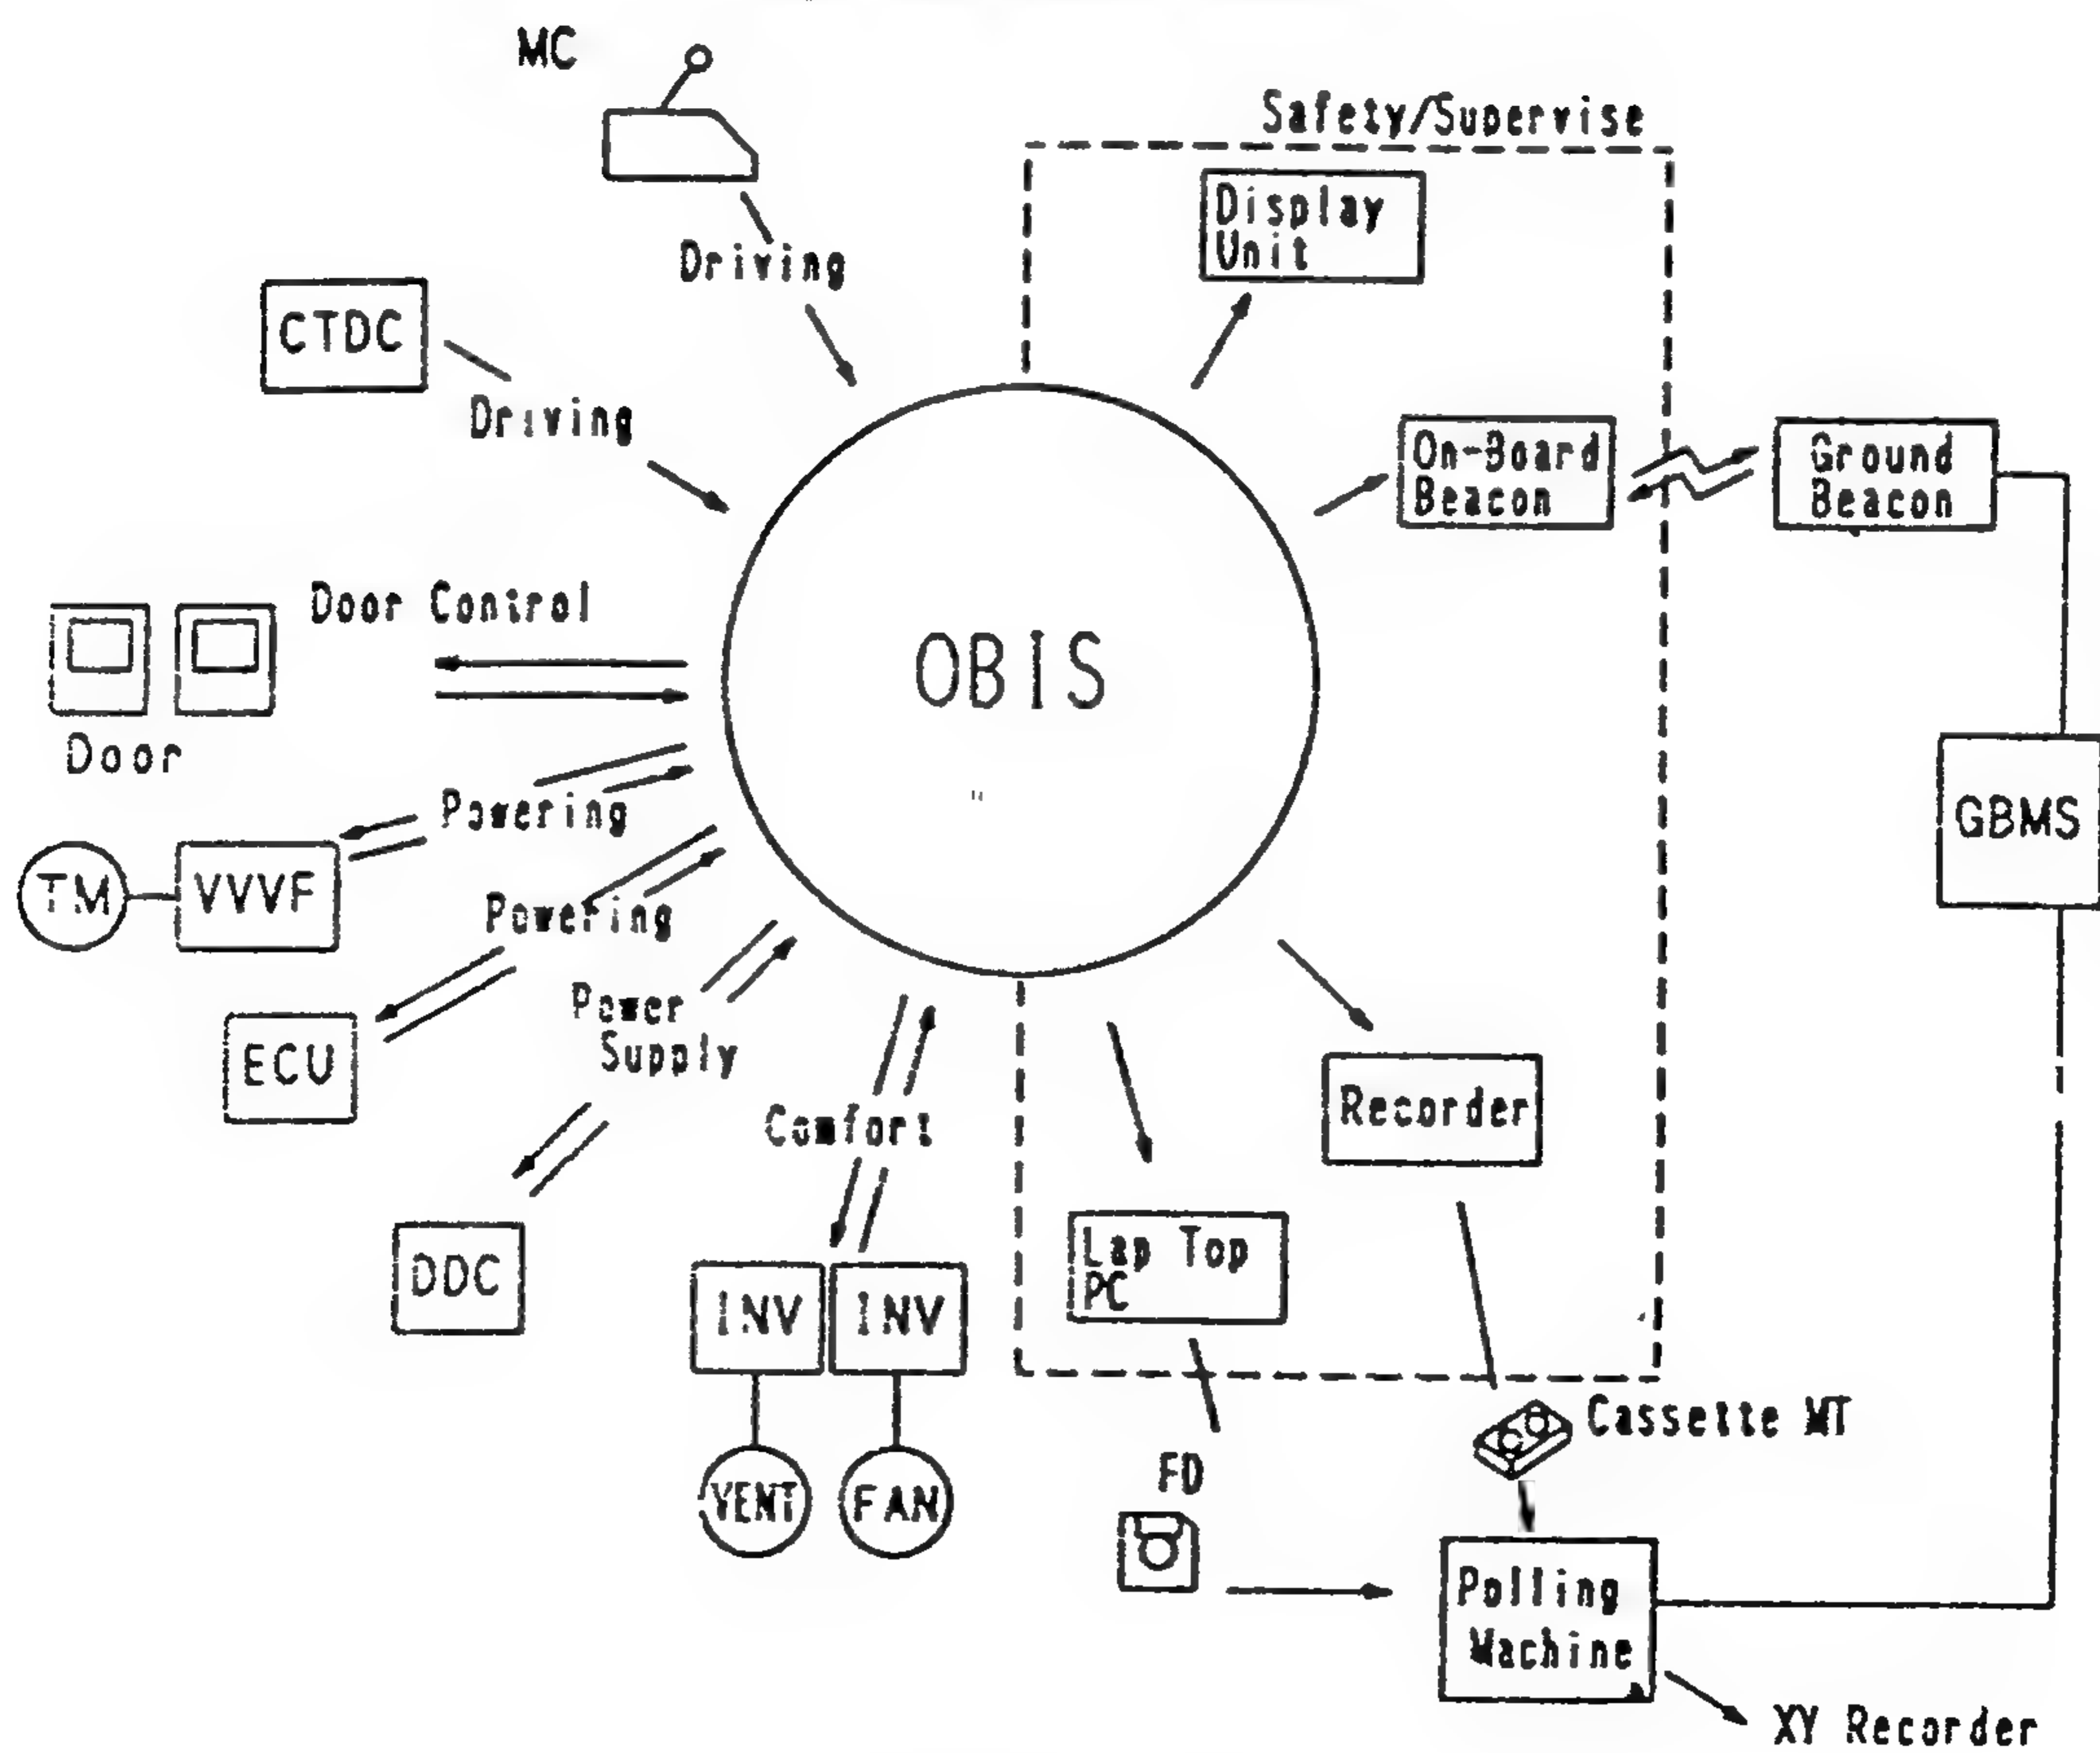 MC
Safety/Supervise
Display
Unit
Driving
CTDC
Driving
On-Board
Beacon
Ground
Beacon
Door Control
OBIS
Door
Powering
GBMS
TM
VVVF
Powering
Power
Supply
ECU
Comfort
Recorder
DDC
Lap Top
PC
INV
INV
Cassette MT
VENT
FAN
FD
Polling
Machine
XY Recorder